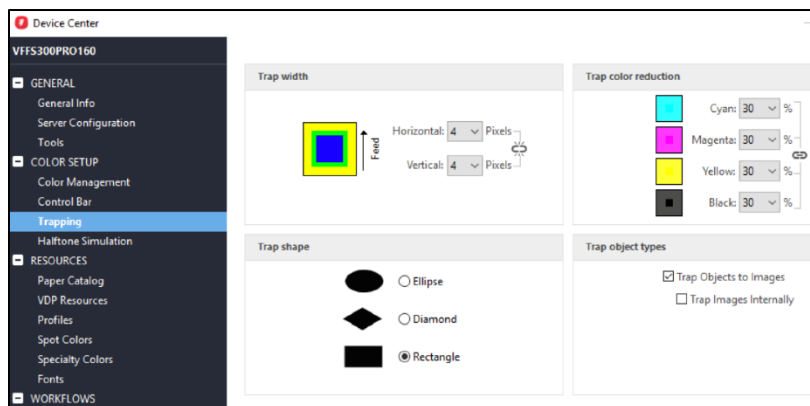 Device Center
VFFS300PRO160
GENERAL
General Info
Server Configuration
Tools
COLOR SETUP
Color Management
Control Bar
Trapping
Halftone Simulation
RESOURCES
Paper Catalog
VDP Resources
Profiles
Spot Colors
Specialty Colors
Fonts
WORKFLOWS
Trap width
Feed
Horizontal: 4 Pixels
Vertical: 4 Pixels
Trap color reduction
Cyan: 30 %
Magenta: 30 %
Yellow: 30 %
Black: 30 %
Trap shape
Ellipse
Diamond
Rectangle
Trap object types
Trap Objects to Images
Trap Images Internally